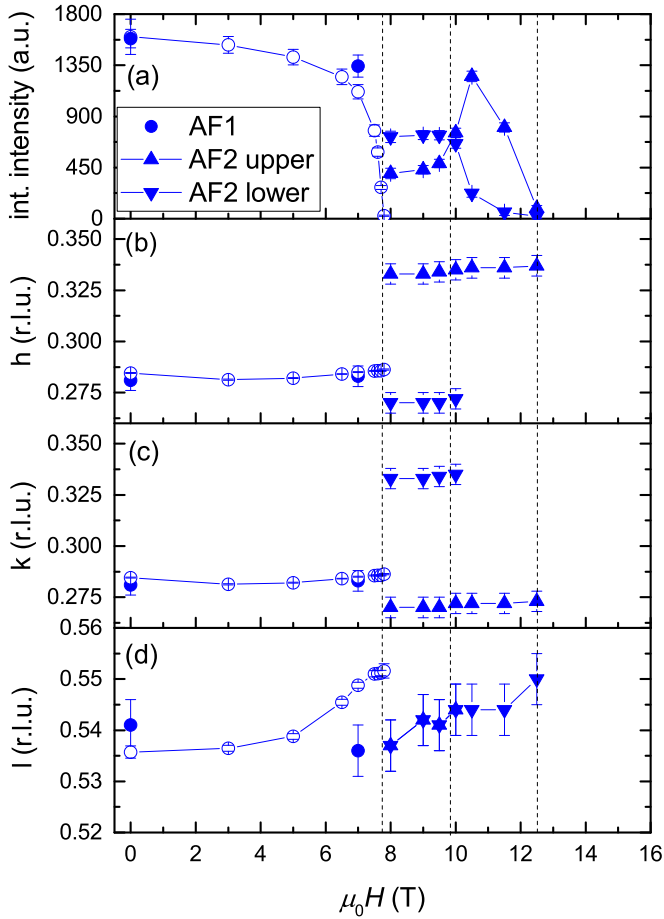 1800
1350
900
450
0
int. intensity (a.u.)
(a)
AF1
AF2 upper
AF2 lower
0.350
0.325
0.300
0.275
h (r.l.u.)
(b)
0.350
0.325
0.300
0.275
k (r.l.u.)
(c)
0.56
0.55
0.54
0.53
0.52
l (r.l.u.)
(d)
0 2 4 6 8 10 12 14 16
μ₀H (T)